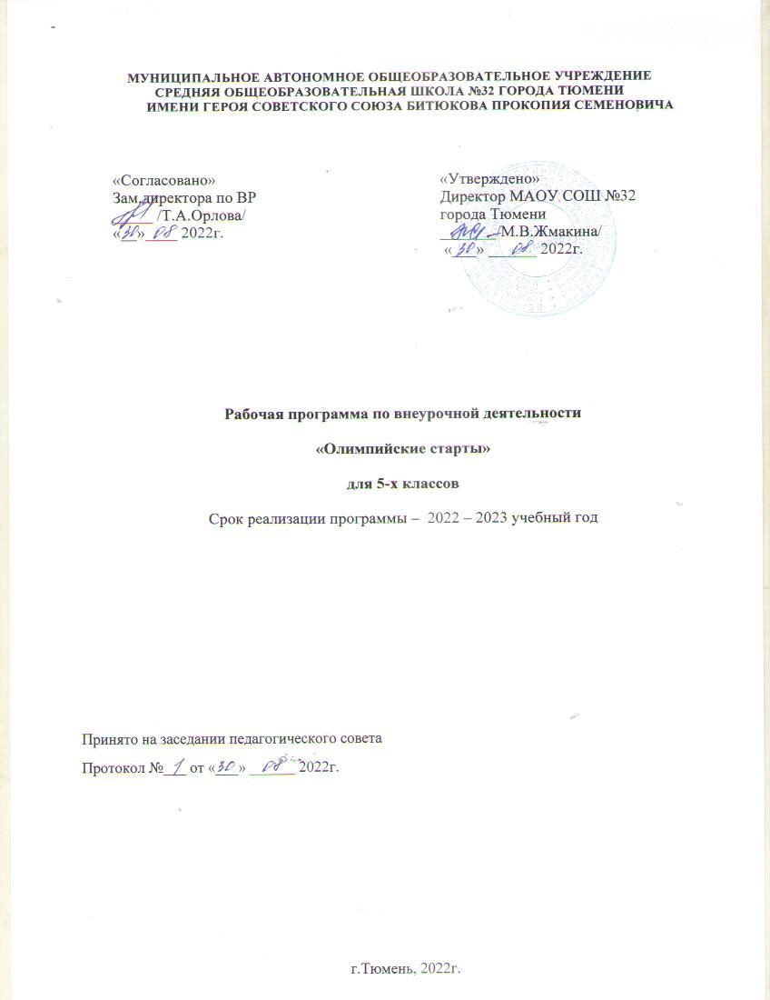 МУНИЦИПАЛЬНОЕ АВТОНОМНОЕ ОБЩЕОБРАЗОВАТЕЛЬНОЕ УЧРЕЖДЕНИЕ
СРЕДНЯЯ ОБЩЕОБРАЗОВАТЕЛЬНАЯ ШКОЛА №32 ГОРОДА ТЮМЕНИ
ИМЕНИ ГЕРОЯ СОВЕТСКОГО СОЮЗА БИТЮКОВА ПРОКОПИЯ СЕМЕНОВИЧА
«Согласовано»
Зам.директора по ВР
/Т.А.Орлова/
«30» 08 2022г.
«Утверждено»
Директор МАОУ СОШ №32
города Тюмени
/М.В.Жмакина/
«30» 08 2022г.
Рабочая программа по внеурочной деятельности
«Олимпийские старты»
для 5-х классов
Срок реализации программы – 2022 – 2023 учебный год
Принято на заседании педагогического совета
Протокол № 1 от «30» 08 2022г.
г.Тюмень, 2022г.